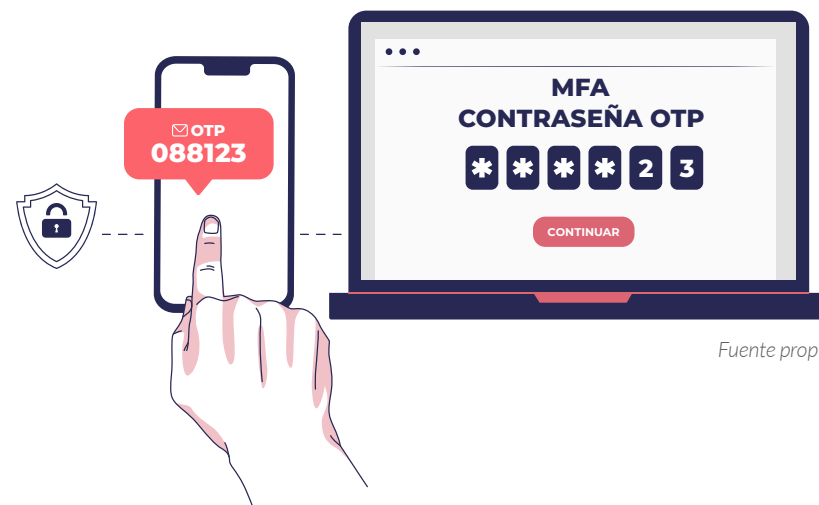 OTP
088123
MFA
CONTRASEÑA OTP
* * * * 2 3
CONTINUAR
Fuente prop